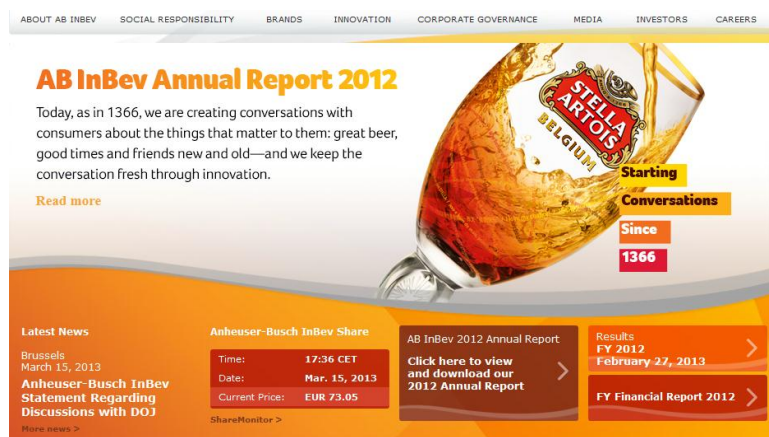 ABOUT AB INBEV SOCIAL RESPONSIBILITY BRANDS INNOVATION CORPORATE GOVERNANCE MEDIA INVESTORS CAREERS
AB InBev Annual Report 2012
Today, as in 1366, we are creating conversations with
consumers about the things that matter to them: great beer,
good times and friends new and old—and we keep the
conversation fresh through innovation.
Read more
STELLA
ARTOIS
BELGIUM
Starting
Conversations
Since
1366
Latest News
Brussels
March 15, 2013
Anheuser-Busch InBev
Statement Regarding
Discussions with DOJ
More news >
Anheuser-Busch InBev Share
Time: 17:36 CET
Date: Mar. 15, 2013
Current Price: EUR 73.05
ShareMonitor >
AB InBev 2012 Annual Report
Click here to view
and download our
2012 Annual Report
Results
FY 2012
February 27, 2013
FY Financial Report 2012